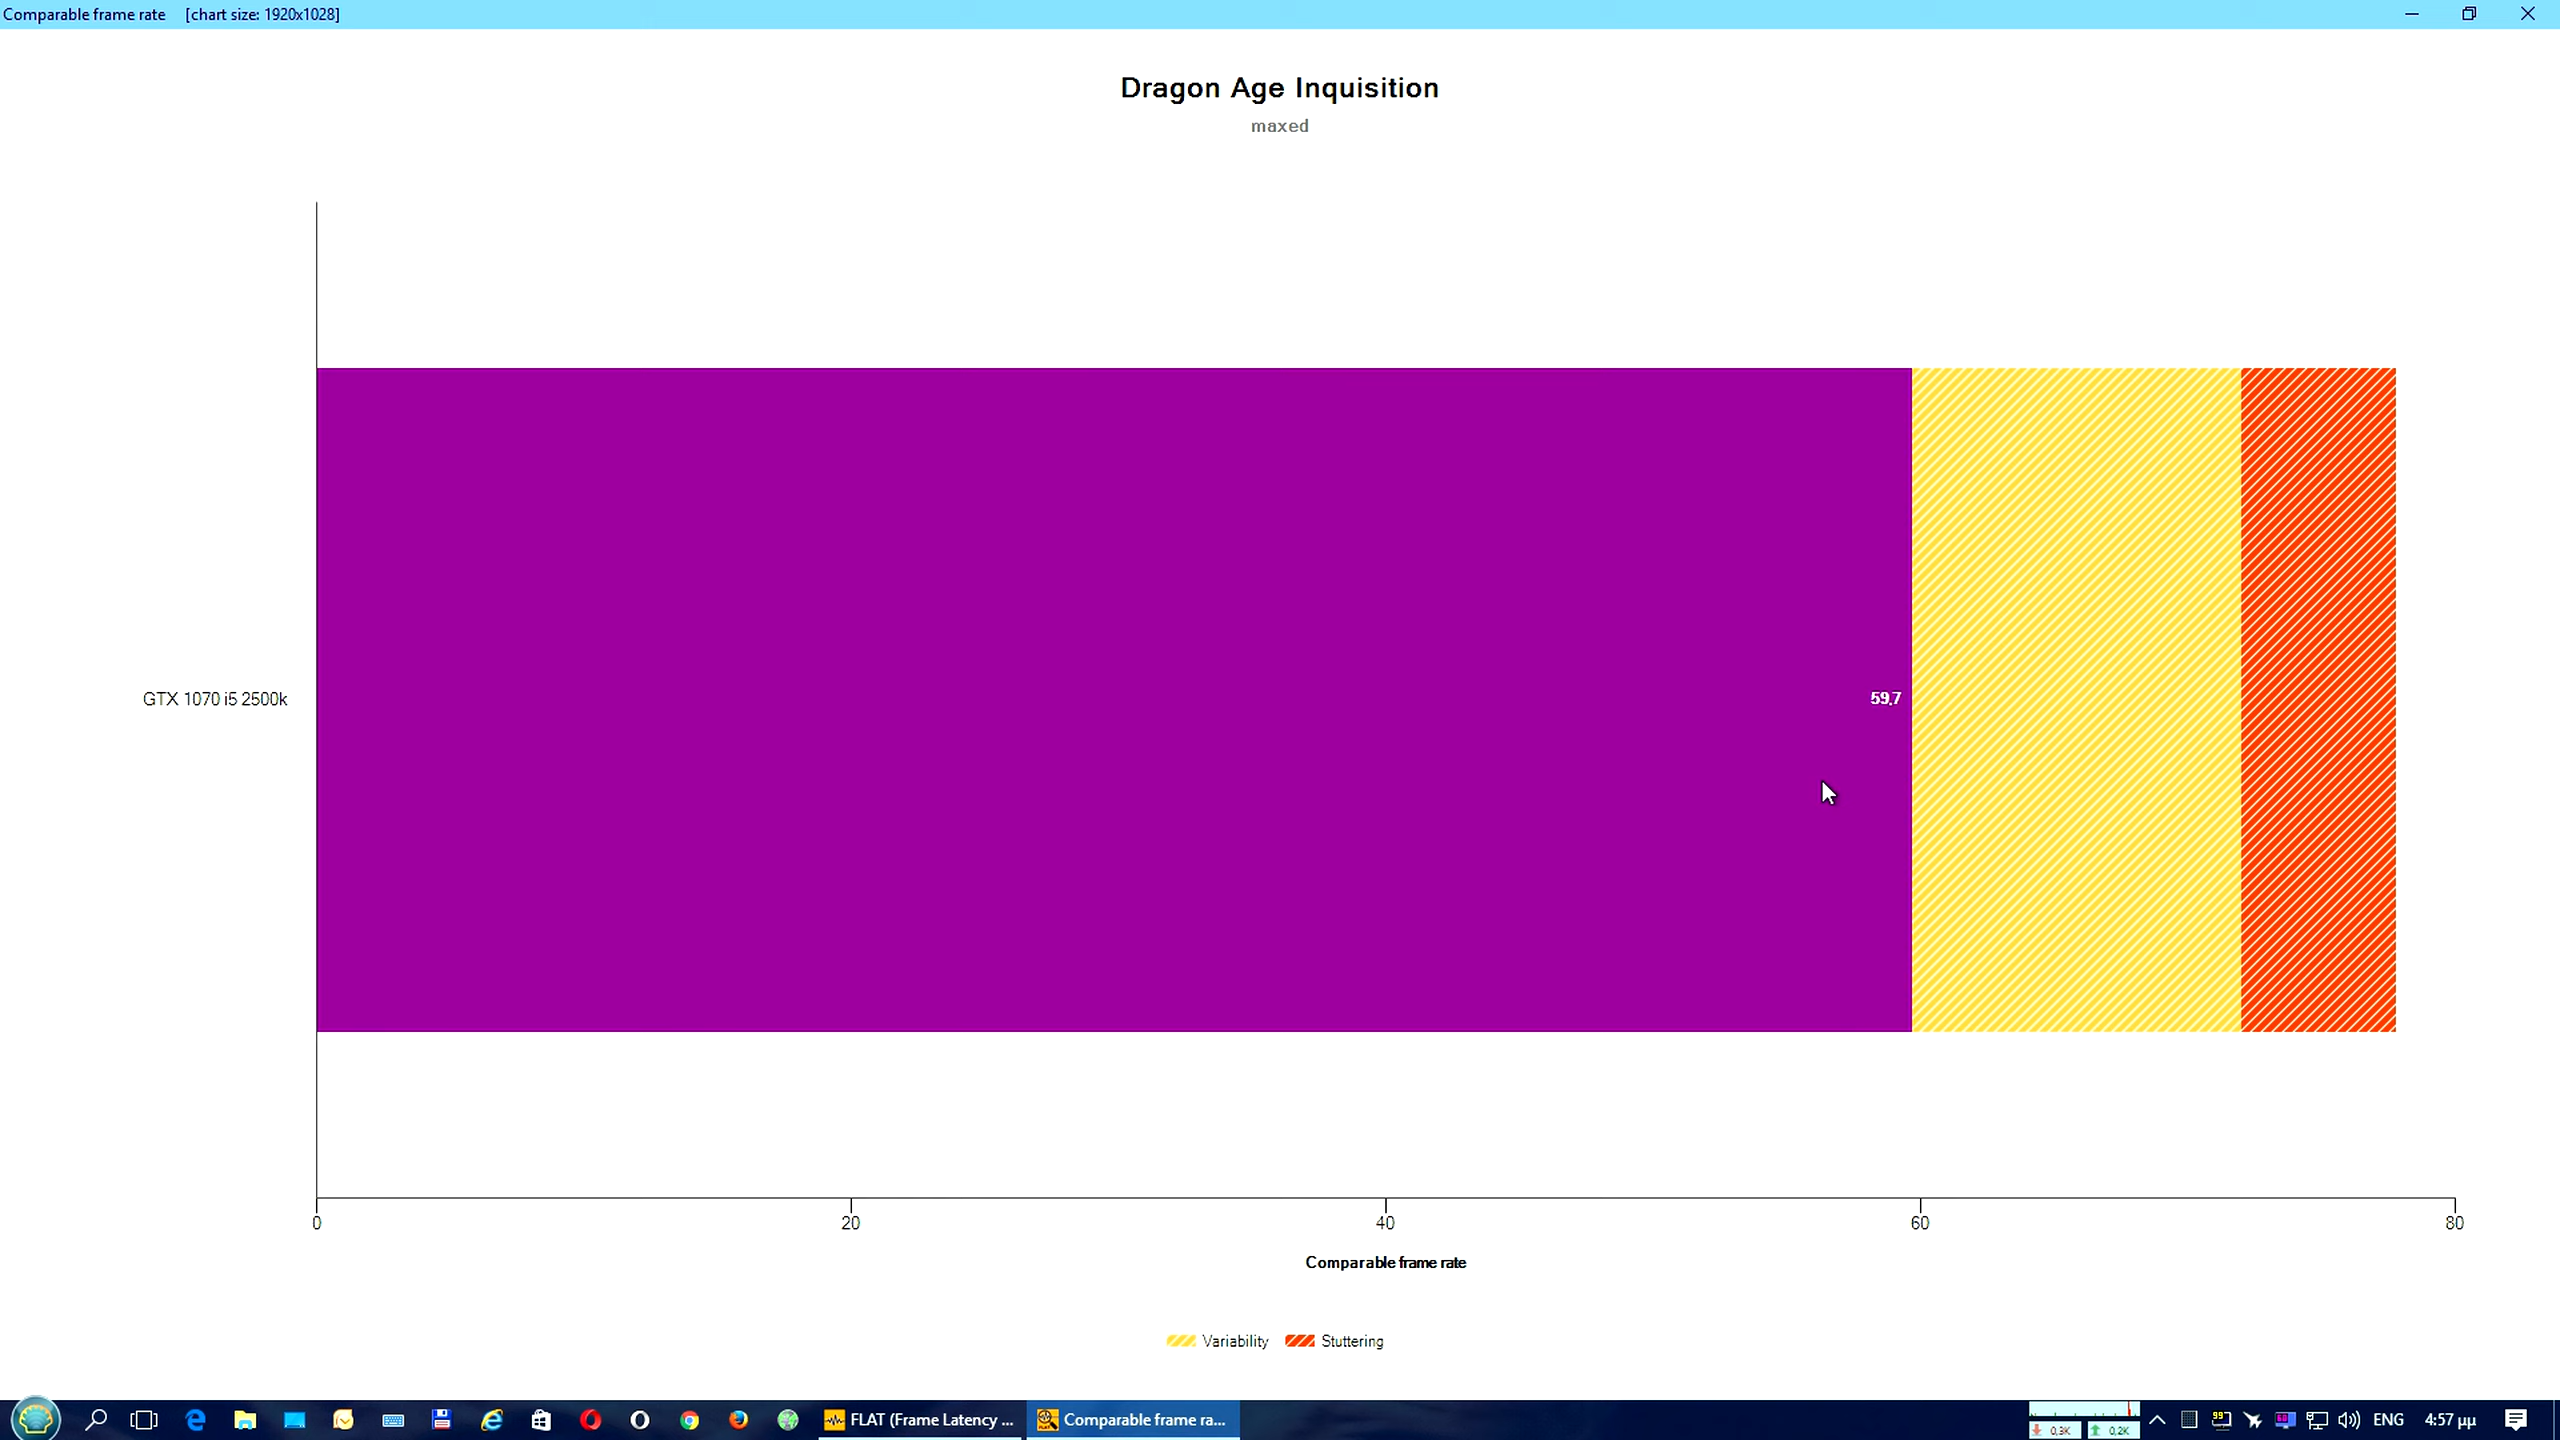 Comparable frame rate [chart size: 1920x1028]
Dragon Age Inquisition
maxed
GTX 1070 i5 2500k
59,7
0 20 40 60 80
Comparable frame rate
Variability Stuttering
FLAT (Frame Latency ... Comparable frame ra... 0,3K 0,2K 99 60 ENG 4:57 μμ